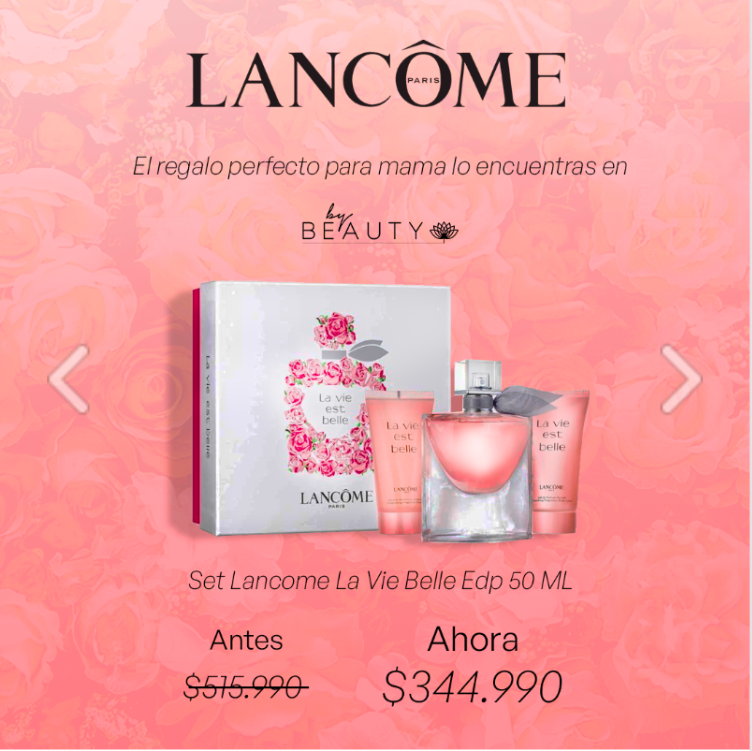 LANCÔME
PARIS
El regalo perfecto para mama lo encuentras en
by
BEAUTY
La vie est belle
La vie
est
belle
LANCÔME
PARIS
La vie
est
belle
LANCÔME
La vie
est
belle
LANCÔME
Set Lancome La Vie Belle Edp 50 ML
Antes
Ahora
$515.990
$344.990